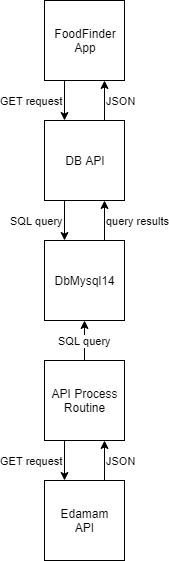 FoodFinder
App
GET request
JSON
DB API
SQL query
query results
DbMysql14
SQL query
API Process
Routine
GET request
JSON
Edamam
API